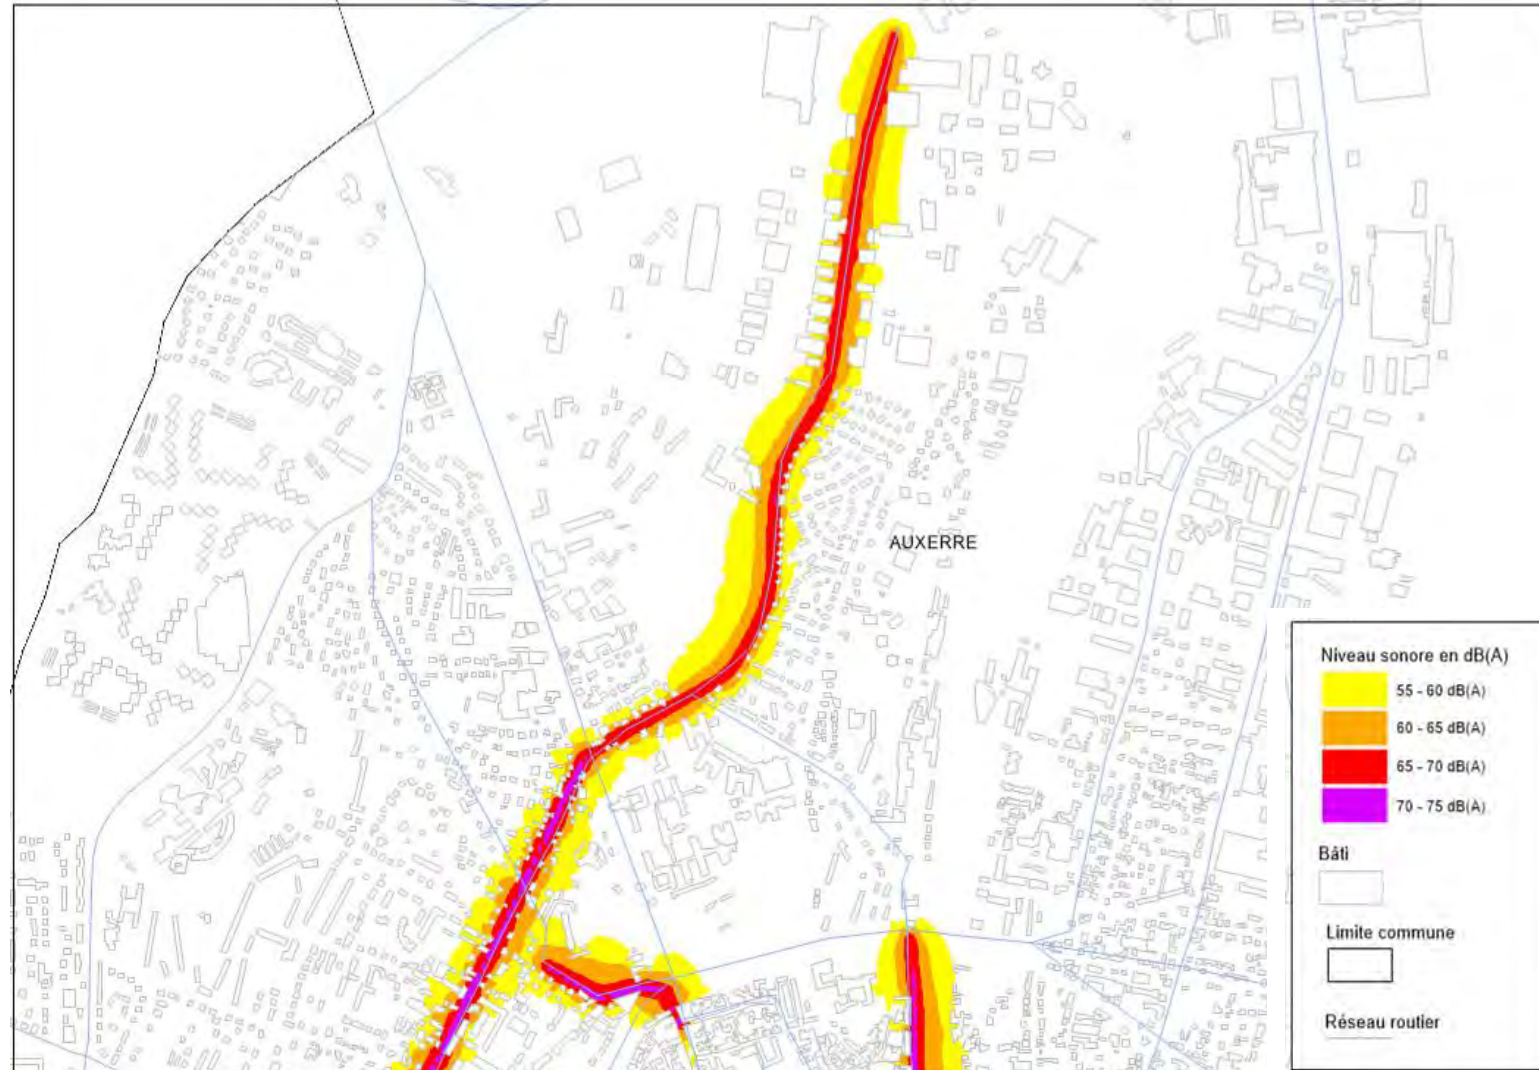 AUXERRE
Niveau sonore en dB(A)
55 - 60 dB(A)
60 - 65 dB(A)
65 - 70 dB(A)
70 - 75 dB(A)
Bâti
Limite commune
Réseau routier